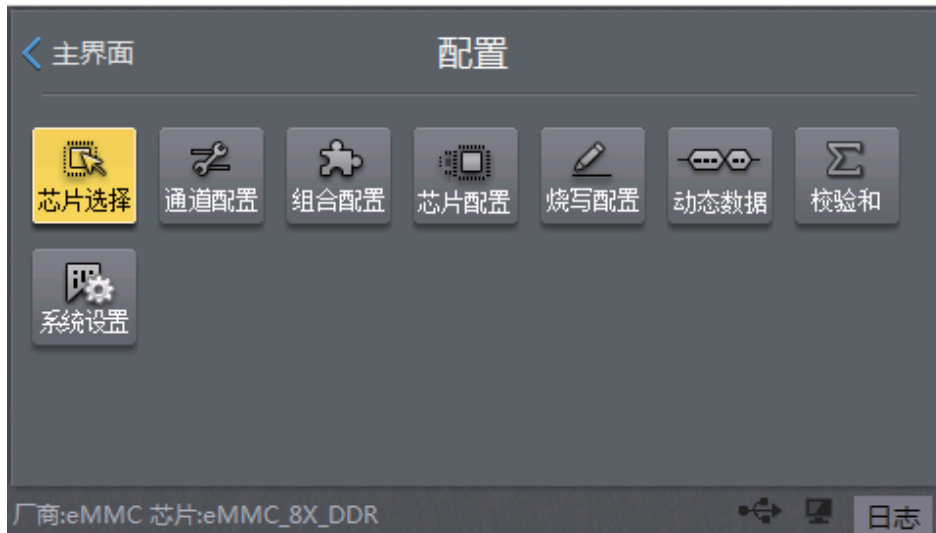 主界面
配置
芯片选择 通道配置 组合配置 芯片配置 烧写配置 动态数据 校验和
系统设置
厂商:eMMC 芯片:eMMC_8X_DDR 日志